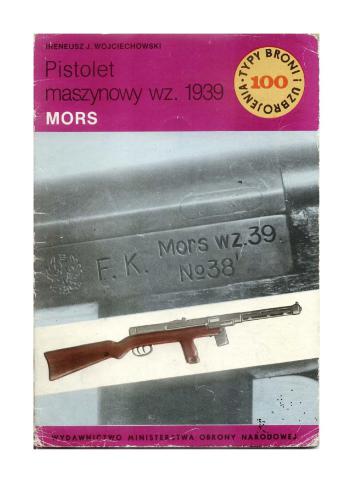 IRENEUSZ J. WOJCIECHOWSKI
Pistolet
maszynowy wz. 1939
MORS
TYPY BRONI I UZBROJENIA
100
F. K. Mors wz.39.
No38
WYDAWNICTWO MINISTERSTWA OBRONY NARODOWEJ